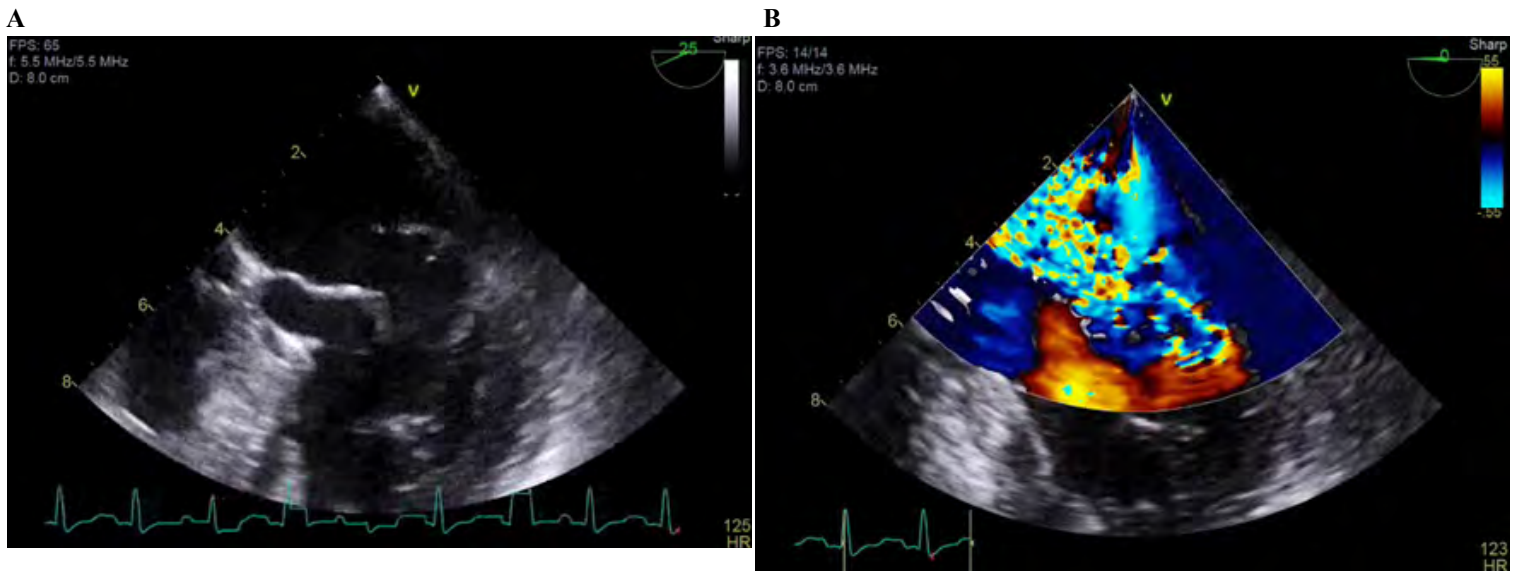 A
FPS: 65
f: 5.5 MHz/5.5 MHz
D: 8.0 cm
25
Sharp
V
2
4
6
8
125
HR
B
FPS: 14/14
f: 3.6 MHz/3.6 MHz
D: 8.0 cm
0
Sharp
.55
-.55
V
2
4
6
8
123
HR